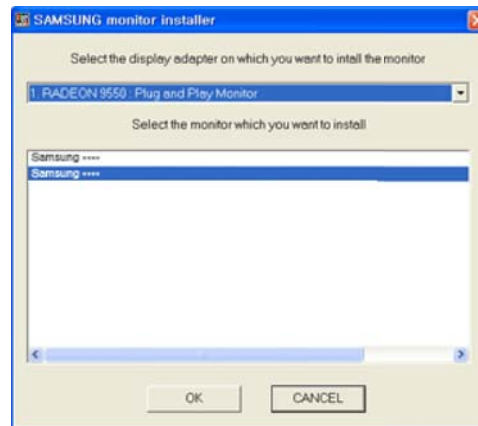 SAMSUNG monitor installer
Select the display adapter on which you want to intall the monitor
1. RADEON 9550 : Plug and Play Monitor
Select the monitor which you want to install
Samsung ----
Samsung ----
OK
CANCEL